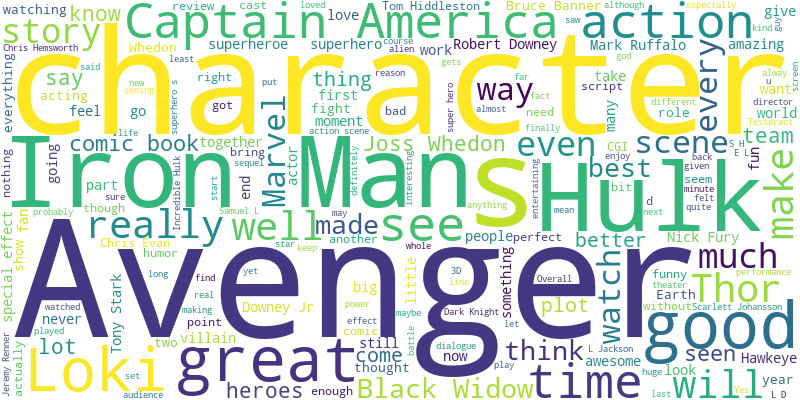 watching
know
review
cast
loved
Tom Hiddleston
Bruce Banner
although
especially
Captain America
action
kind
guy
give
story
Chris Hemsworth
Whedon
superheroe
superhero
love
saw
Mark Ruffalo
amazing
everything
say
least
course
alien
work
Robert Downey
god
acting
said
right
thing
reason
gets
far
take
u
alway
screen
character
feel
new
seeing
got
first
fight
put
bad
way
fact
script
want
every
go
superhero s
moment
almost
super hero
need
many
different
director
Tesseract
life
together
action scene
finally
role
world
nothing
comic book
Marvel
Joss Whedon
even
CGI
scene
S H
E L
team
Iron Man
s
Hulk
going
sure
Incredible Hulk
bring
sequel
end
actor
definitely
interesting
entertaining
best
enjoy
back
given
fun
make
part
start
bit
seem
minute
though
Samuel L
anything
mean
d
next
felt
quite
probably
really
well
may
made
see
people
perfect
better
Nick Fury
show fan
Chris Evan
star
another
whole
special effect
humor
keep
Avenger
much
long
yet
big
little
3D
line
something
Overall
plot
watch
funny
theater
performance
Thor
watched
find
Tony Stark
real
Downey Jr
power
Dark Knight
without
Earth
Scarlett Johansson
never
making
effect
maybe
let
good
played
point
comic
battle
Jeremy Renner
actually
lot
two
villain
still
dialogue
now
think
L Jackson
seen
Hawkeye
great
come
awesome
huge
look
Loki
set
heroes
thought
play
time
will
year
audience
enough
Black Widow
last
Yes
L D